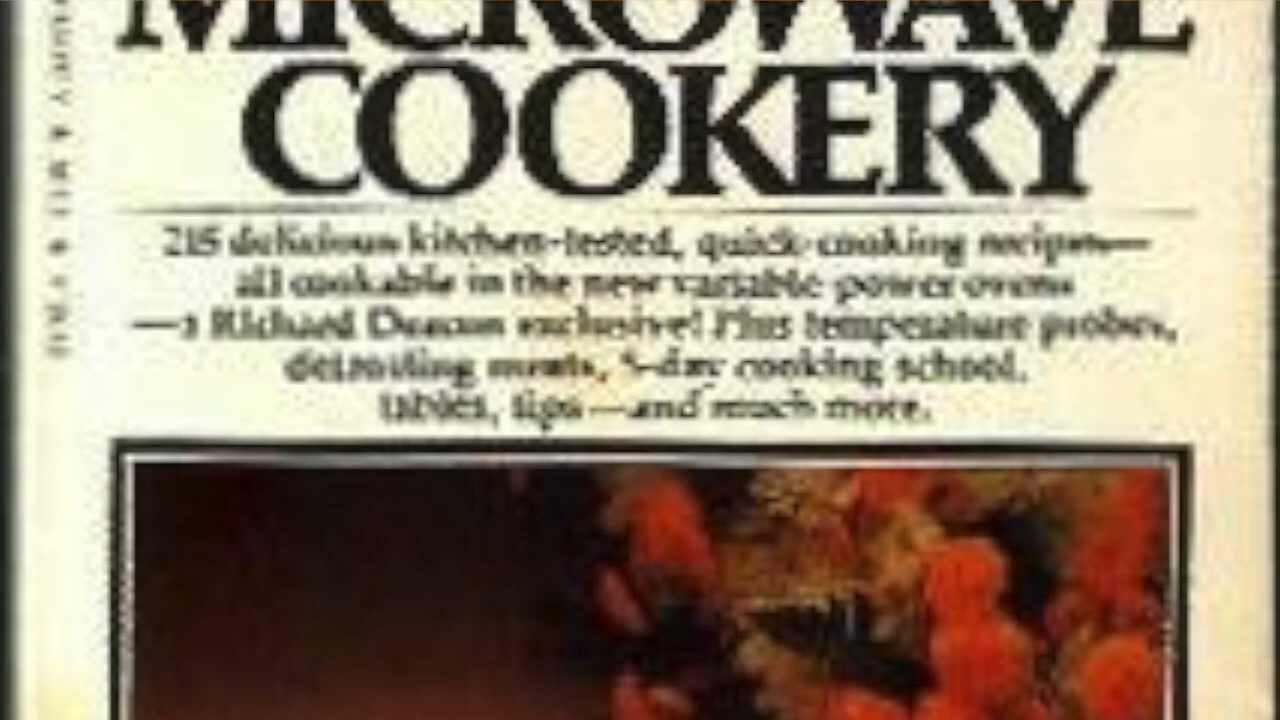 MICROWAVE
COOKERY
215 delicious kitchen-tested, quick-cooking recipes—
all cookable in the new variable power ovens
—a Richard Deacon exclusive! Plus temperature probes,
defrosting meats, 5-day cooking school,
tables, tips—and much more.